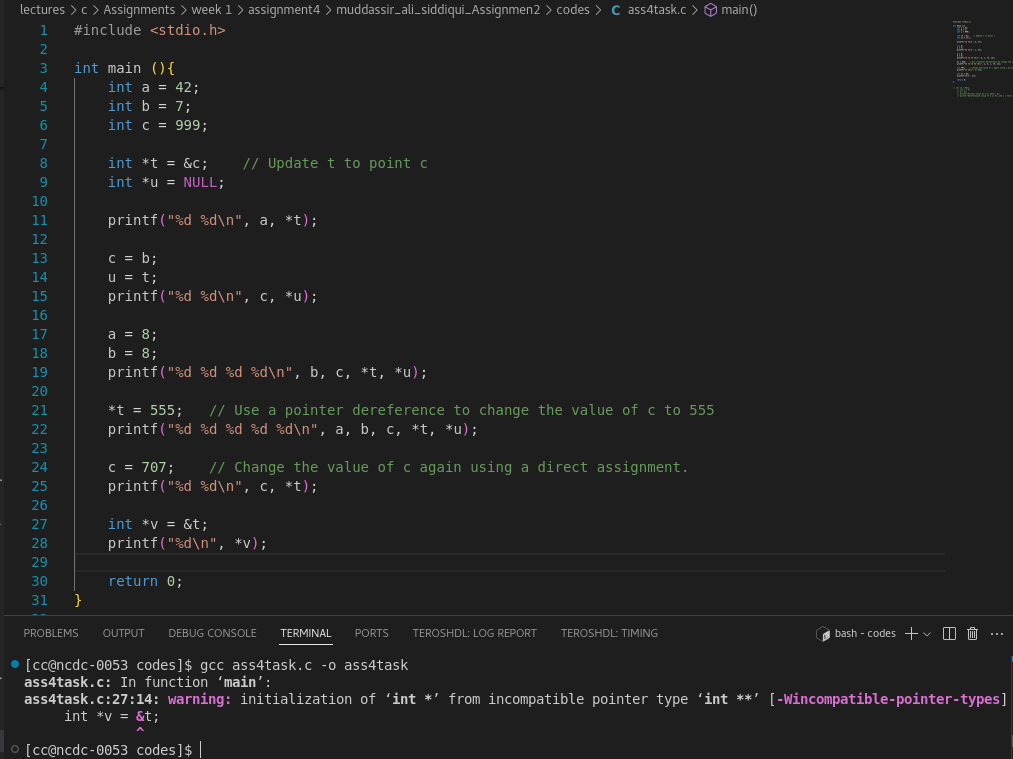 lectures > c > Assignments > week 1 > assignment4 > muddassir_ali_siddiqui_Assignmen2 > codes > C ass4task.c > main()
1 #include <stdio.h>
2
3 int main (){
4     int a = 42;
5     int b = 7;
6     int c = 999;
7
8     int *t = &c;    // Update t to point c
9     int *u = NULL;
10
11     printf("%d %d\n", a, *t);
12
13     c = b;
14     u = t;
15     printf("%d %d\n", c, *u);
16
17     a = 8;
18     b = 8;
19     printf("%d %d %d %d\n", b, c, *t, *u);
20
21     *t = 555;   // Use a pointer dereference to change the value of c to 555
22     printf("%d %d %d %d %d\n", a, b, c, *t, *u);
23
24     c = 707;    // Change the value of c again using a direct assignment.
25     printf("%d %d\n", c, *t);
26
27     int *v = &t;
28     printf("%d\n", *v);
29
30     return 0;
31 }
PROBLEMS OUTPUT DEBUG CONSOLE TERMINAL PORTS TEROSHDL: LOG REPORT TEROSHDL: TIMING bash - codes
[cc@ncdc-0053 codes]$ gcc ass4task.c -o ass4task
ass4task.c: In function ‘main’:
ass4task.c:27:14: warning: initialization of ‘int *’ from incompatible pointer type ‘int **’ [-Wincompatible-pointer-types]
     int *v = &t;
              ^
[cc@ncdc-0053 codes]$